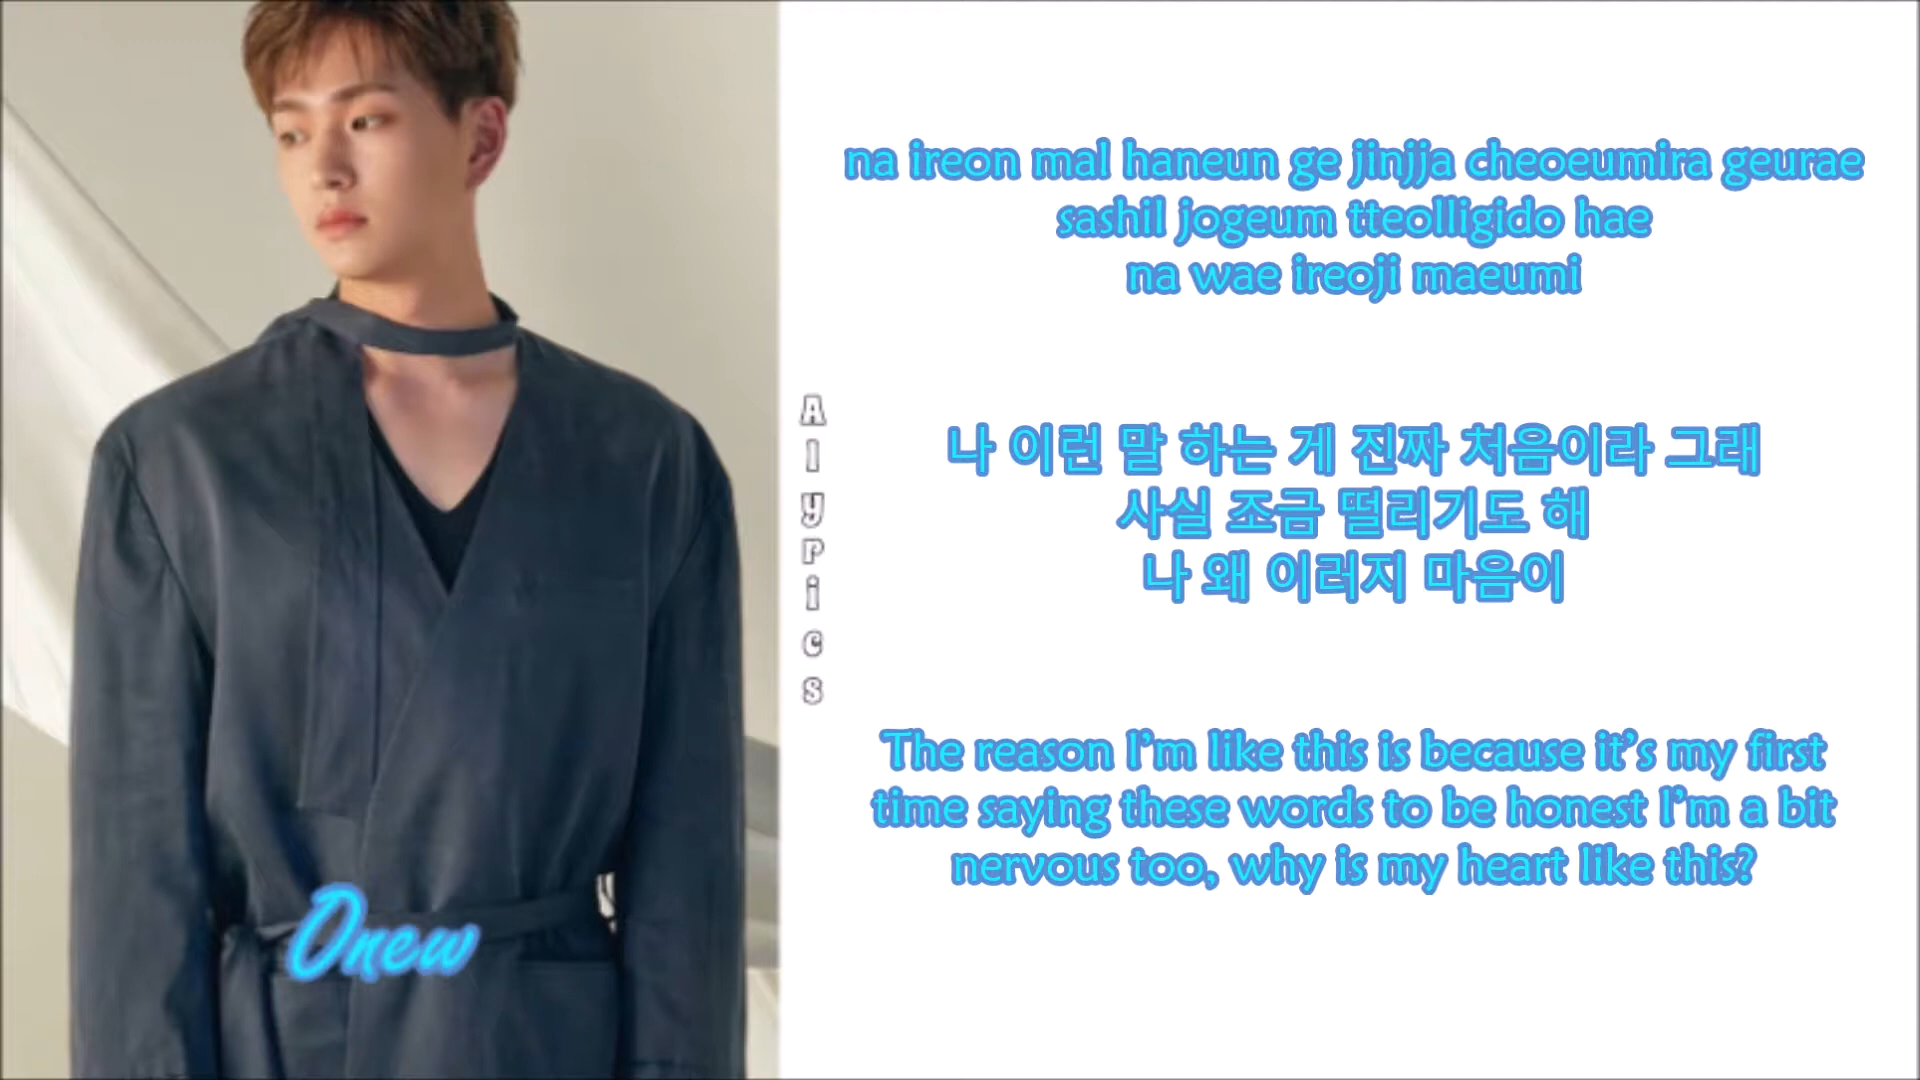 na ireon mal haneun ge jinjja cheoeumira geurae
sashil jogeum tteolligido hae
na wae ireoji maeumi
나 이런 말 하는 게 진짜 처음이라 그래
사실 조금 떨리기도 해
나 왜 이러지 마음이
The reason I'm like this is because it's my first
time saying these words to be honest I'm a bit
nervous too, why is my heart like this?
AlyPics
Onew